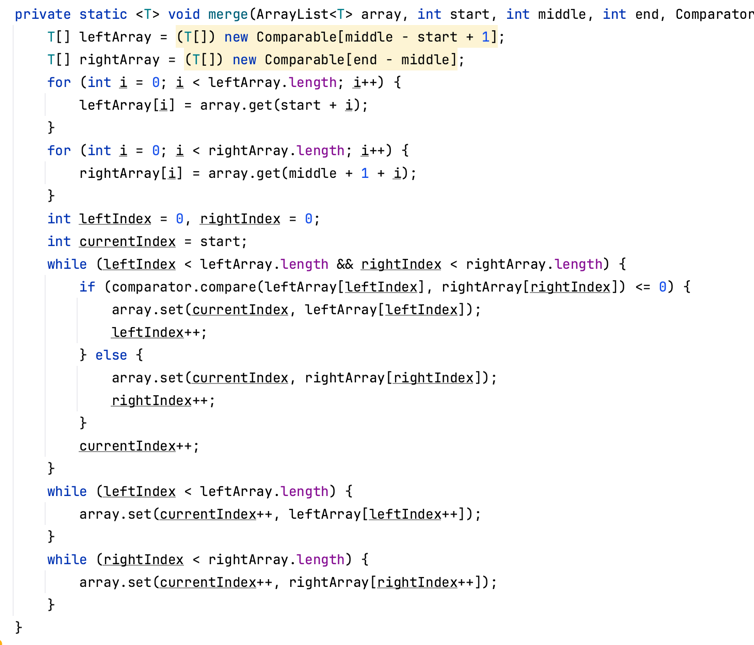 private static <T> void merge(ArrayList<T> array, int start, int middle, int end, Comparator
    T[] leftArray = (T[]) new Comparable[middle - start + 1];
    T[] rightArray = (T[]) new Comparable[end - middle];
    for (int i = 0; i < leftArray.length; i++) {
        leftArray[i] = array.get(start + i);
    }
    for (int i = 0; i < rightArray.length; i++) {
        rightArray[i] = array.get(middle + 1 + i);
    }
    int leftIndex = 0, rightIndex = 0;
    int currentIndex = start;
    while (leftIndex < leftArray.length && rightIndex < rightArray.length) {
        if (comparator.compare(leftArray[leftIndex], rightArray[rightIndex]) <= 0) {
            array.set(currentIndex, leftArray[leftIndex]);
            leftIndex++;
        } else {
            array.set(currentIndex, rightArray[rightIndex]);
            rightIndex++;
        }
        currentIndex++;
    }
    while (leftIndex < leftArray.length) {
        array.set(currentIndex++, leftArray[leftIndex++]);
    }
    while (rightIndex < rightArray.length) {
        array.set(currentIndex++, rightArray[rightIndex++]);
    }
}